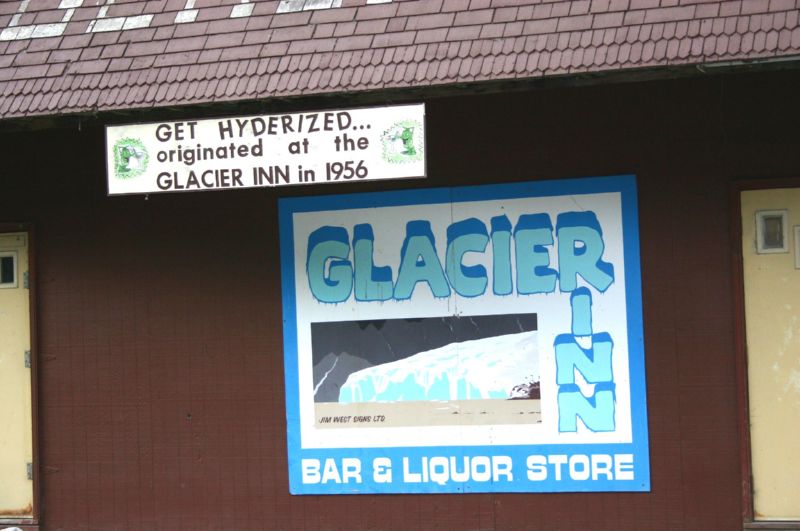 GET HYDERIZED...
originated at the
GLACIER INN in 1956
GLACIER
INN
JIM WEST SIGNS LTD
BAR & LIQUOR STORE